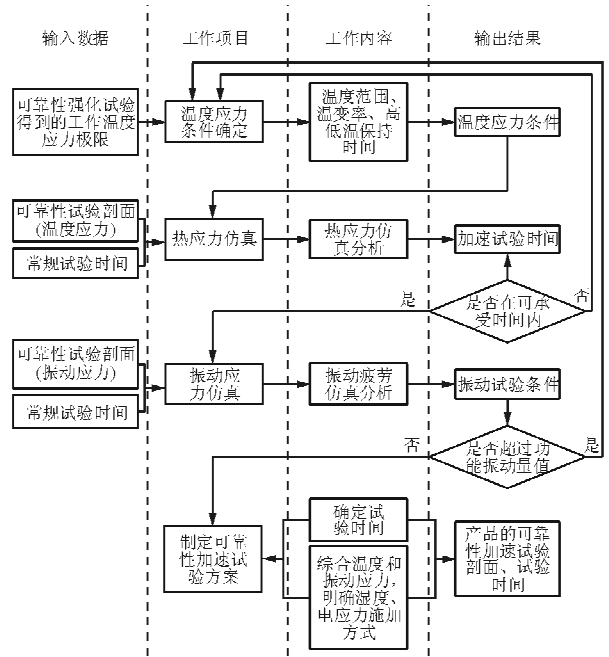 输入数据
工作项目
工作内容
输出结果
可靠性强化试验
得到的工作温度
应力极限
温度应力
条件确定
温度范围、
温变率、高
低温保持
时间
温度应力条件
可靠性试验剖面
(温度应力)
常规试验时间
热应力仿真
热应力仿
真分析
加速试验时间
是
是否在可承
受时间内
否
可靠性试验剖面
(振动应力)
常规试验时间
振动应
力仿真
振动疲劳
仿真分析
振动试验条件
否
是否超过功
能振动量值
是
制定可靠
性加速试
验方案
确定试
验时间
综合温度和
振动应力,
明确湿度、
电应力施加
方式
产品的可靠
性加速试验
剖面、试验
时间